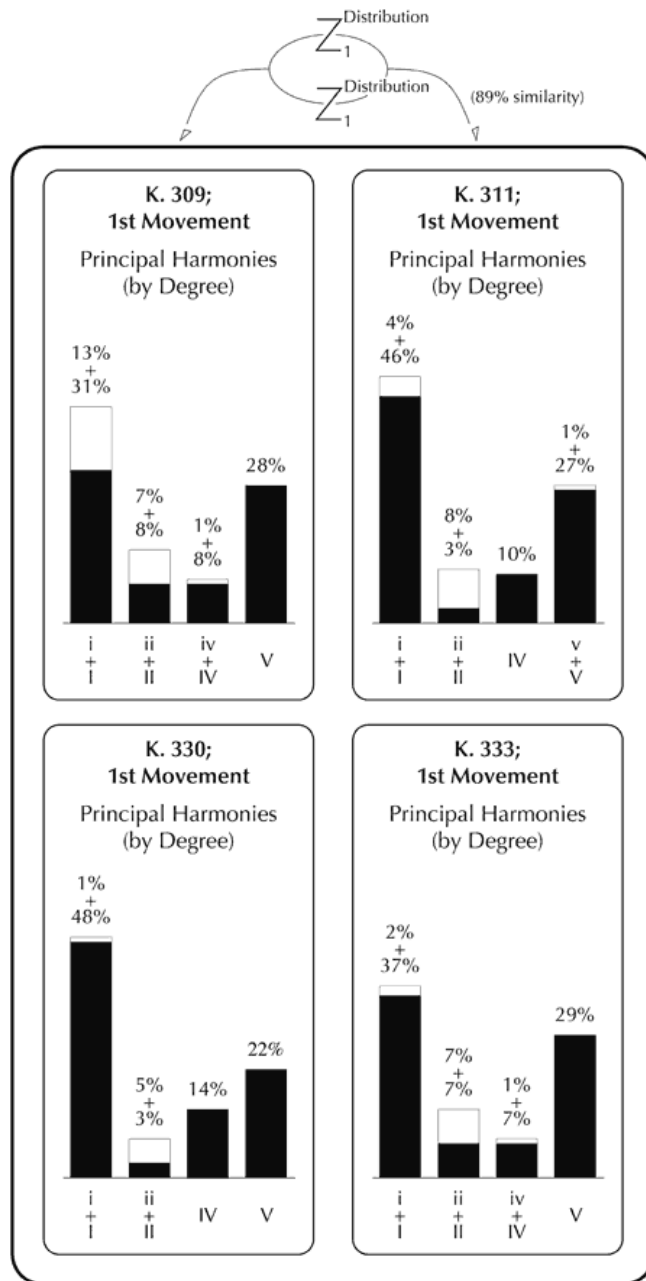 Distribution
1
Distribution
1
(89% similarity)
K. 309;
1st Movement
Principal Harmonies
(by Degree)
13%
+
31%
7%
+
8%
1%
+
8%
28%
i
+
I
ii
+
II
iv
+
IV
V
K. 311;
1st Movement
Principal Harmonies
(by Degree)
4%
+
46%
8%
+
3%
10%
1%
+
27%
i
+
I
ii
+
II
IV
v
+
V
K. 330;
1st Movement
Principal Harmonies
(by Degree)
1%
+
48%
5%
+
3%
14%
22%
i
+
I
ii
+
II
IV
V
K. 333;
1st Movement
Principal Harmonies
(by Degree)
2%
+
37%
7%
+
7%
1%
+
7%
29%
i
+
I
ii
+
II
iv
+
IV
V